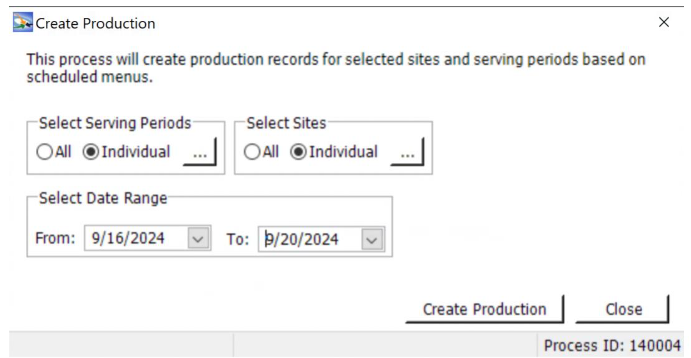 Create Production
This process will create production records for selected sites and serving periods based on
scheduled menus.
Select Serving Periods
Select Sites
All Individual ...
All Individual ...
Select Date Range
From: 9/16/2024 To: 9/20/2024
Create Production Close
Process ID: 140004